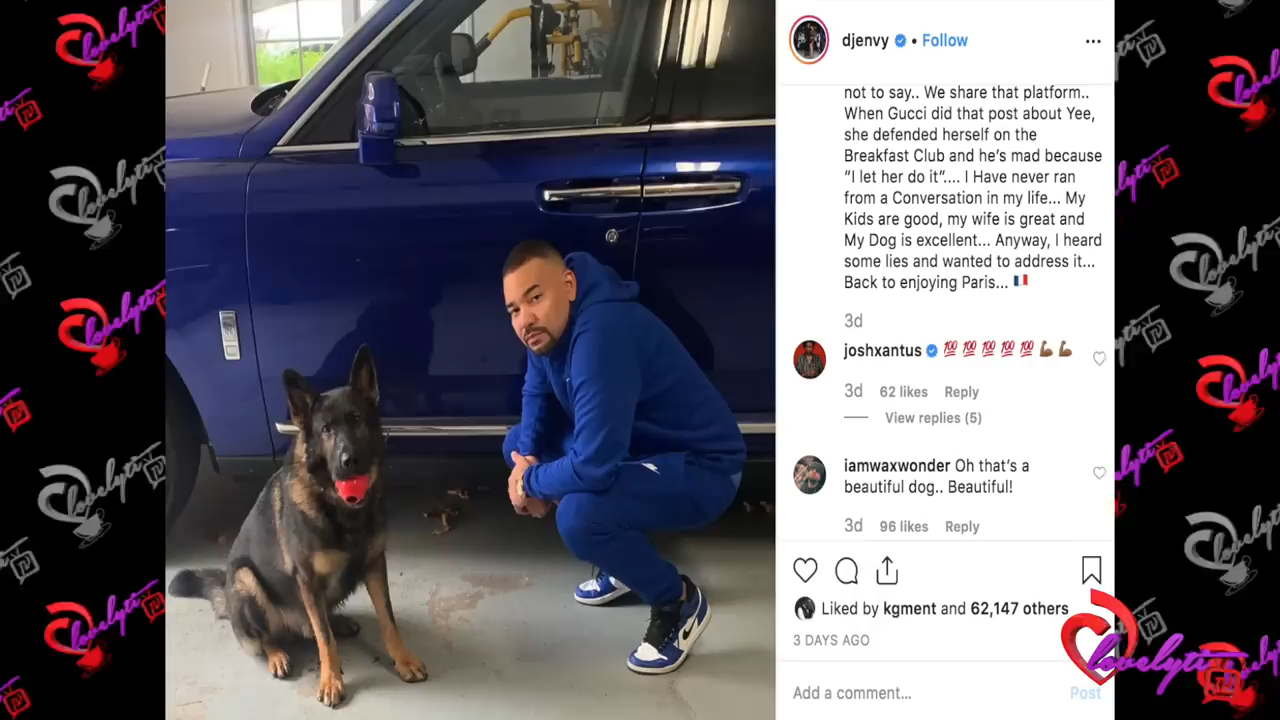 djenvy • Follow
not to say.. We share that platform..
When Gucci did that post about Yee,
she defended herself on the
Breakfast Club and he's mad because
“I let her do it”.... I Have never ran
from a Conversation in my life... My
Kids are good, my wife is great and
My Dog is excellent... Anyway, I heard
some lies and wanted to address it...
Back to enjoying Paris... 🇫🇷
3d
joshxantus 💯💯💯💯💯💪🏾💪🏾
3d 62 likes Reply
View replies (5)
iamwaxwonder Oh that's a
beautiful dog.. Beautiful!
3d 96 likes Reply
Liked by kgment and 62,147 others
3 DAYS AGO
Add a comment... Post
Lovelyti